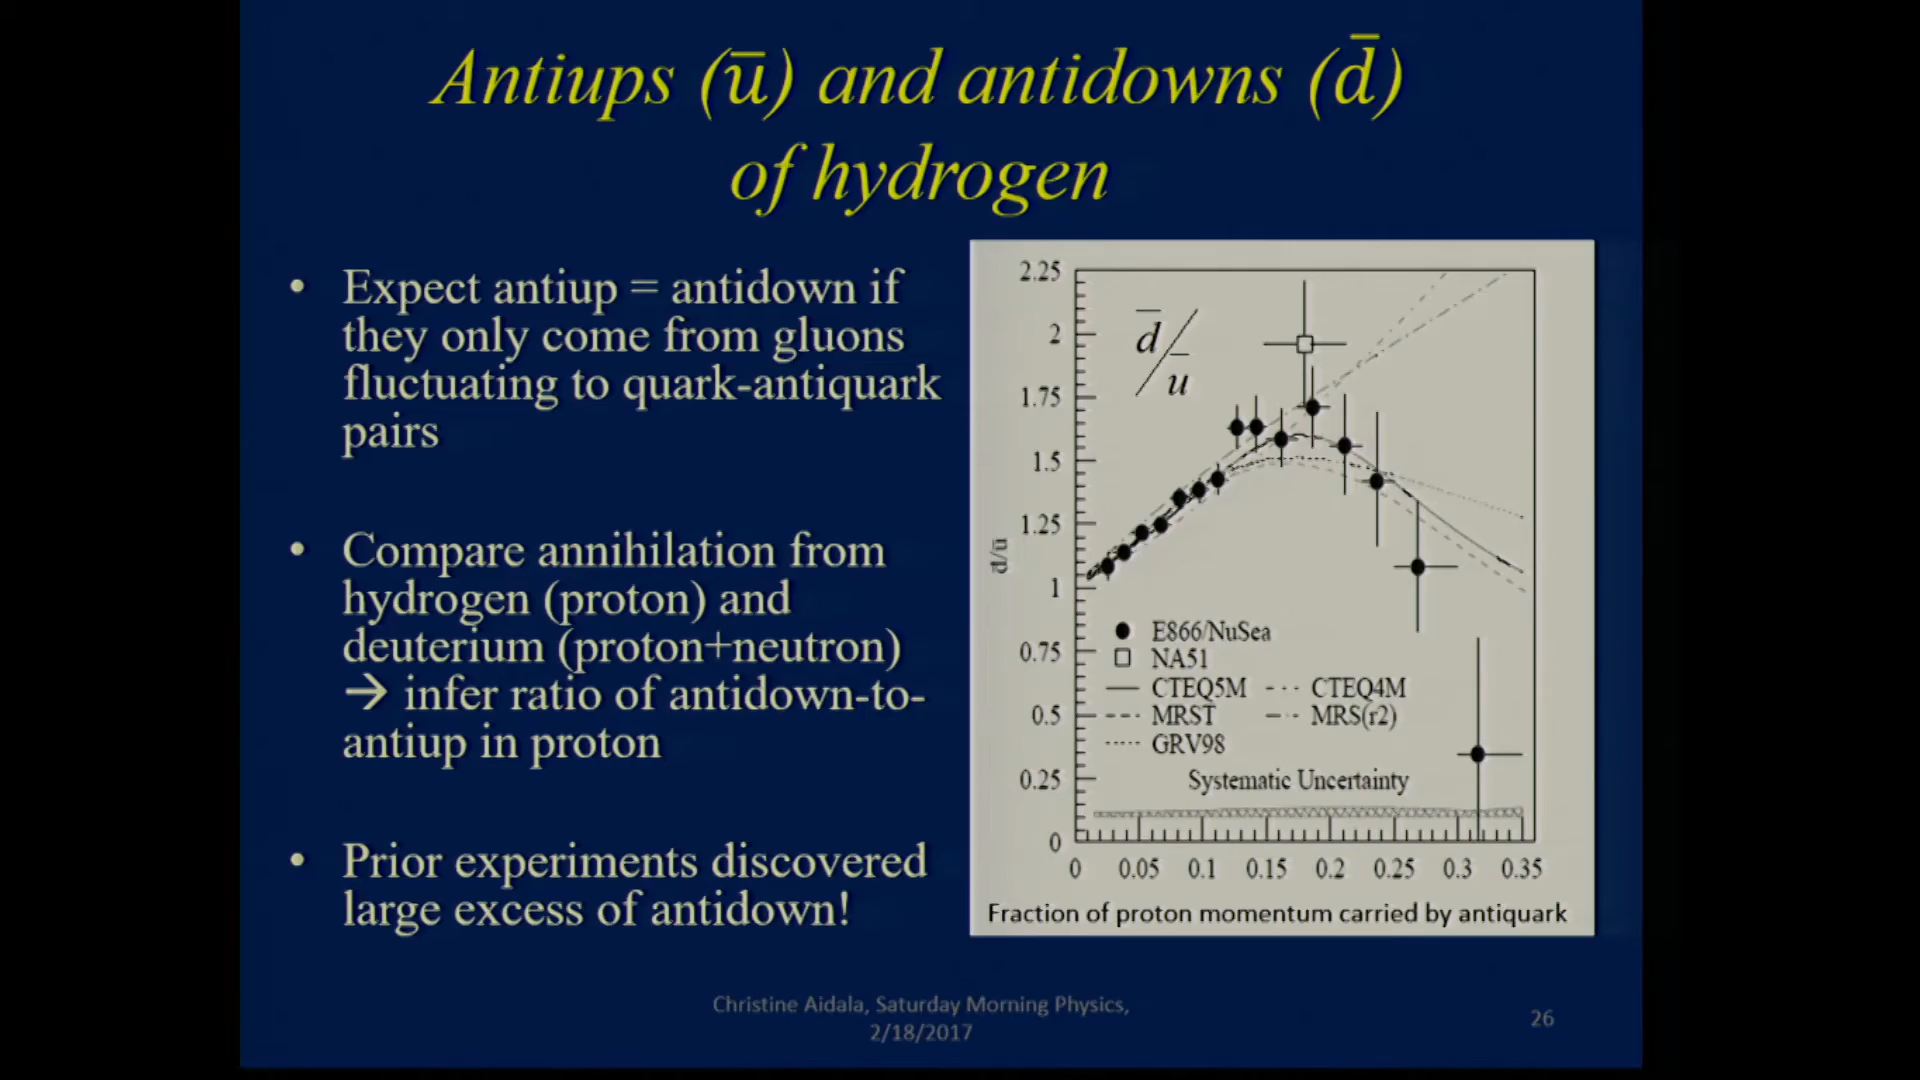 Antiups (u̅) and antidowns (d̅)
of hydrogen
• Expect antiup = antidown if
they only come from gluons
fluctuating to quark-antiquark
pairs
• Compare annihilation from
hydrogen (proton) and
deuterium (proton+neutron)
→ infer ratio of antidown-to-
antiup in proton
• Prior experiments discovered
large excess of antidown!
2.25
2
1.75
1.5
1.25
1
0.75
0.5
0.25
0
d̅/u̅
d̅/u̅
E866/NuSea
NA51
CTEQ5M CTEQ4M
MRST MRS(r2)
GRV98
Systematic Uncertainty
0 0.05 0.1 0.15 0.2 0.25 0.3 0.35
Fraction of proton momentum carried by antiquark
Christine Aidala, Saturday Morning Physics,
2/18/2017
26